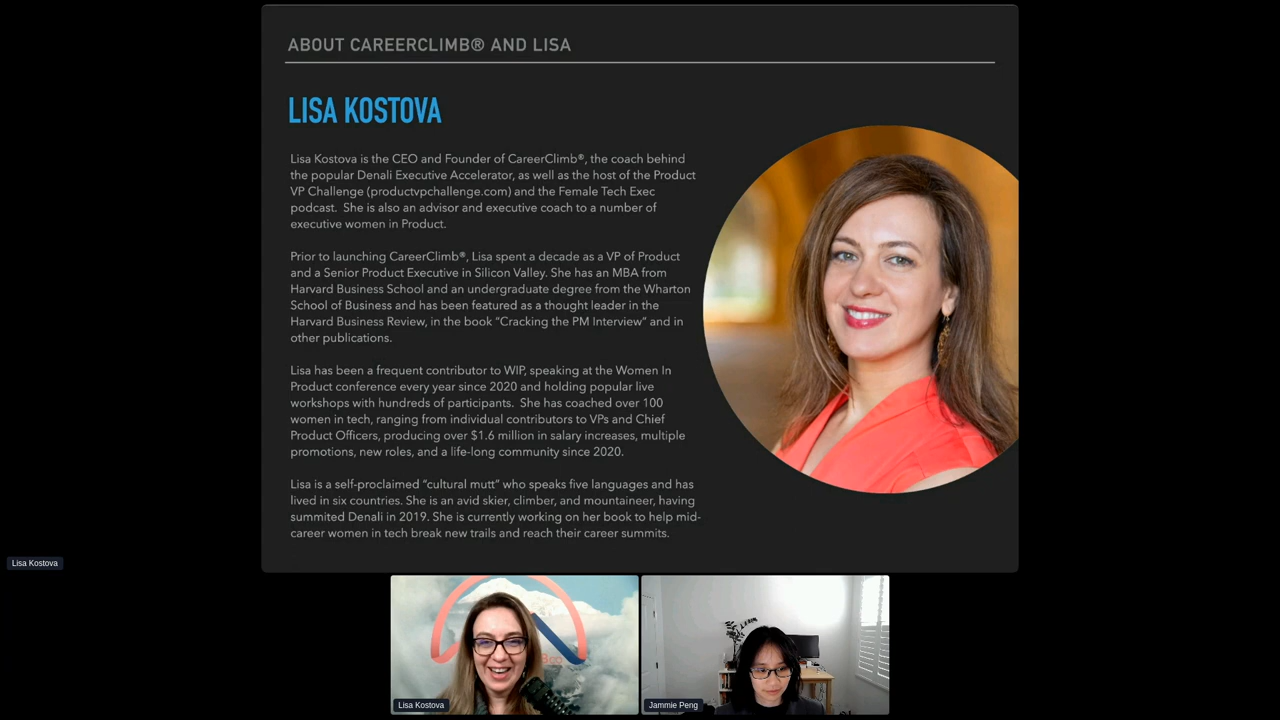 ABOUT CAREERCLIMB® AND LISA
LISA KOSTOVA
Lisa Kostova is the CEO and Founder of CareerClimb®, the coach behind
the popular Denali Executive Accelerator, as well as the host of the Product
VP Challenge (productvpchallenge.com) and the Female Tech Exec
podcast. She is also an advisor and executive coach to a number of
executive women in Product.
Prior to launching CareerClimb®, Lisa spent a decade as a VP of Product
and a Senior Product Executive in Silicon Valley. She has an MBA from
Harvard Business School and an undergraduate degree from the Wharton
School of Business and has been featured as a thought leader in the
Harvard Business Review, in the book “Cracking the PM Interview” and in
other publications.
Lisa has been a frequent contributor to WIP, speaking at the Women In
Product conference every year since 2020 and holding popular live
workshops with hundreds of participants. She has coached over 100
women in tech, ranging from individual contributors to VPs and Chief
Product Officers, producing over $1.6 million in salary increases, multiple
promotions, new roles, and a life-long community since 2020.
Lisa is a self-proclaimed “cultural mutt” who speaks five languages and has
lived in six countries. She is an avid skier, climber, and mountaineer, having
summited Denali in 2019. She is currently working on her book to help mid-
career women in tech break new trails and reach their career summits.
Lisa Kostova
Lisa Kostova
Jammie Peng